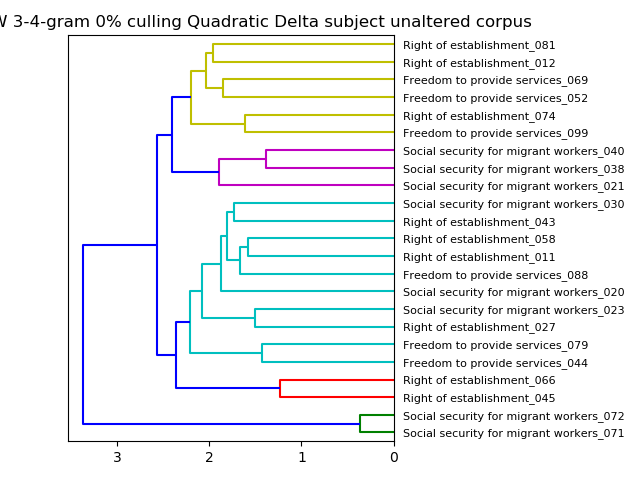 3-4-gram 0% culling Quadratic Delta subject unaltered corpus
Right of establishment_081
Right of establishment_012
Freedom to provide services_069
Freedom to provide services_052
Right of establishment_074
Freedom to provide services_099
Social security for migrant workers_040
Social security for migrant workers_038
Social security for migrant workers_021
Social security for migrant workers_030
Right of establishment_043
Right of establishment_058
Right of establishment_011
Freedom to provide services_088
Social security for migrant workers_020
Social security for migrant workers_023
Right of establishment_027
Freedom to provide services_079
Freedom to provide services_044
Right of establishment_066
Right of establishment_045
Social security for migrant workers_072
Social security for migrant workers_071
3 2 1 0